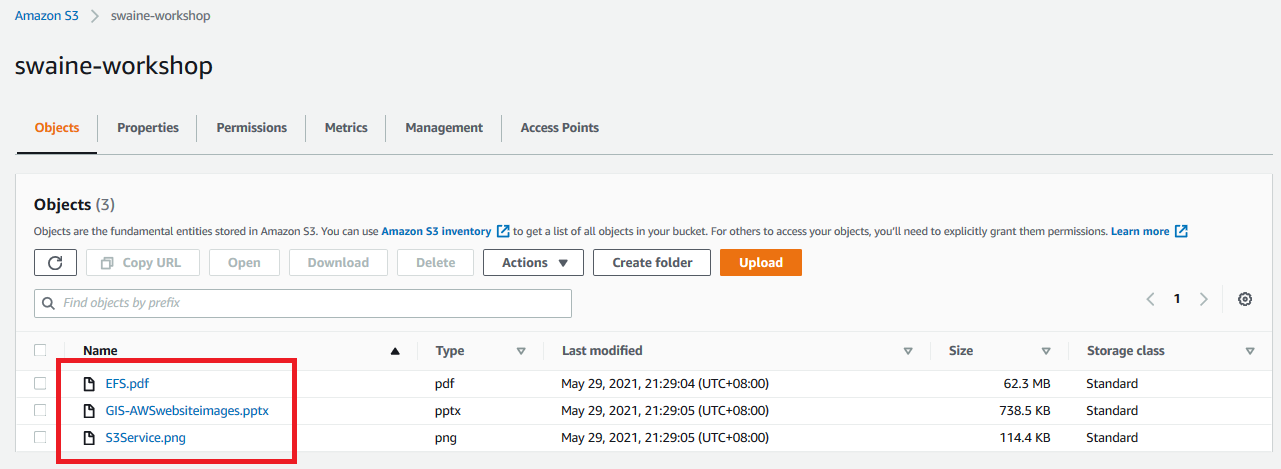 Amazon S3 > swaine-workshop
swaine-workshop
Objects Properties Permissions Metrics Management Access Points
Objects (3)
Objects are the fundamental entities stored in Amazon S3. You can use Amazon S3 inventory to get a list of all objects in your bucket. For others to access your objects, you'll need to explicitly grant them permissions. Learn more
Copy URL Open Download Delete Actions Create folder Upload
Find objects by prefix 1
Name Type Last modified Size Storage class
EFS.pdf pdf May 29, 2021, 21:29:04 (UTC+08:00) 62.3 MB Standard
GIS-AWSwebsiteimages.pptx pptx May 29, 2021, 21:29:05 (UTC+08:00) 738.5 KB Standard
S3Service.png png May 29, 2021, 21:29:05 (UTC+08:00) 114.4 KB Standard